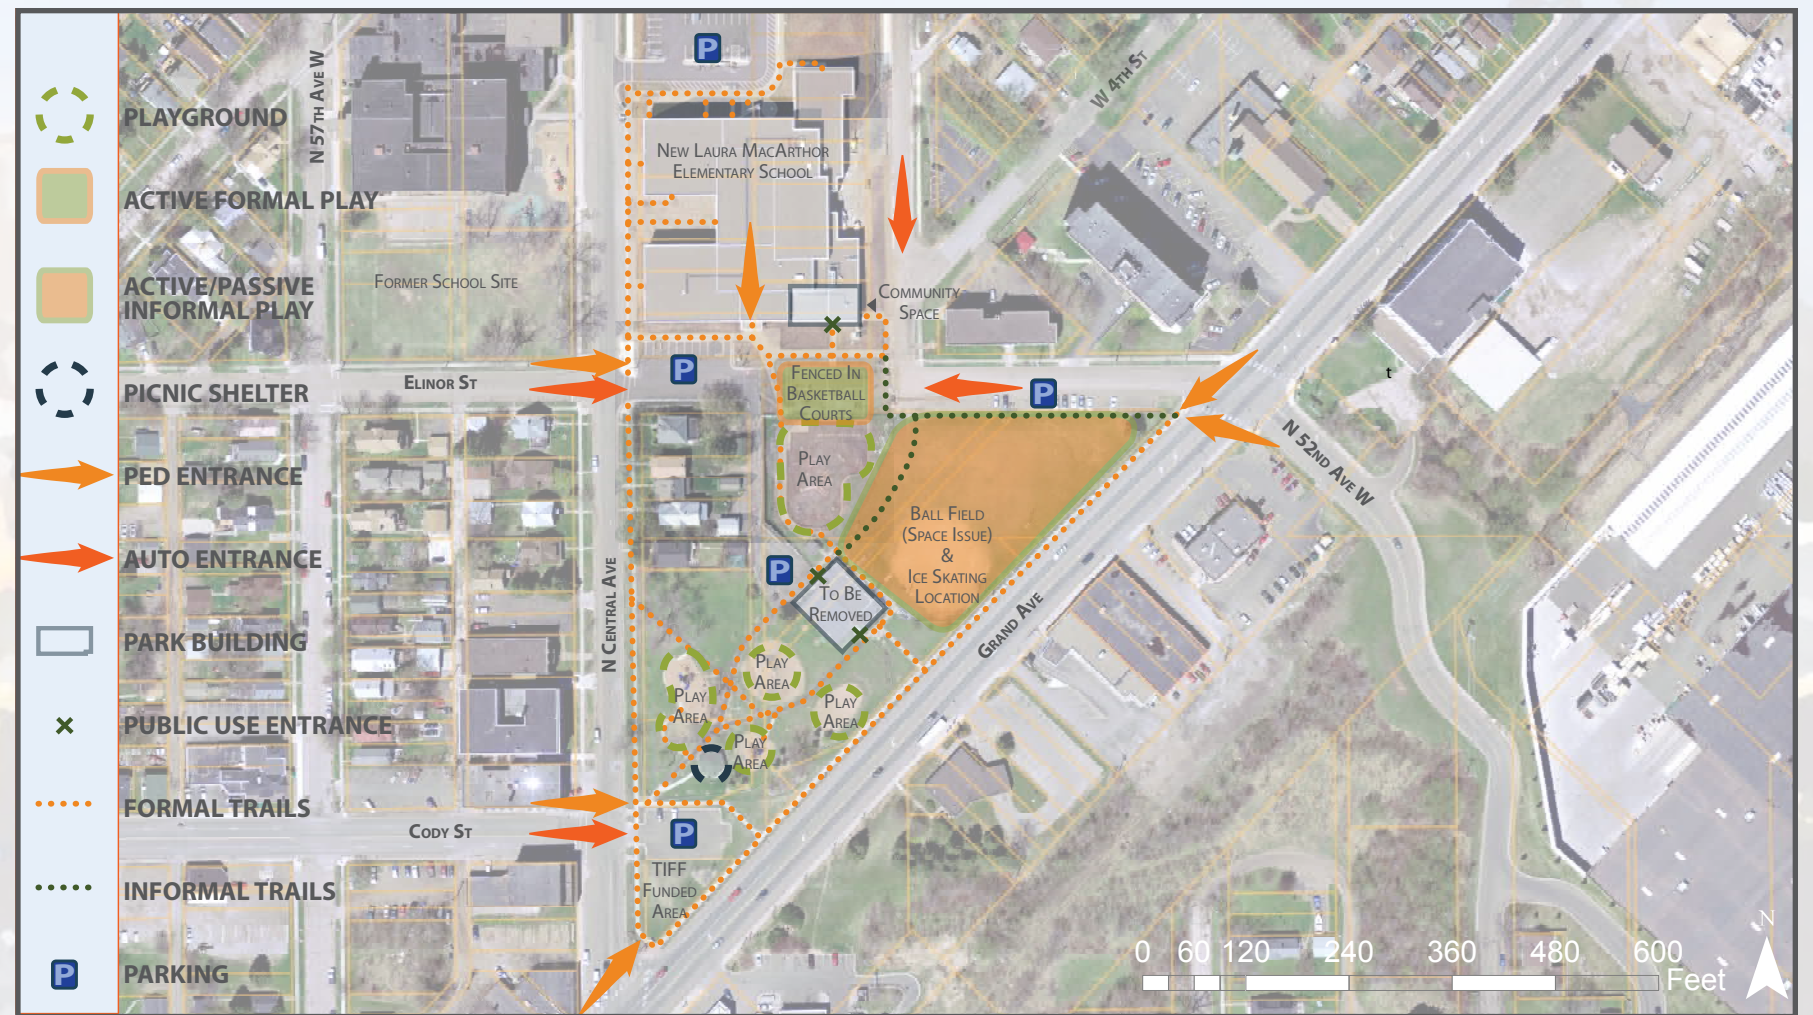 PLAYGROUND
ACTIVE FORMAL PLAY
ACTIVE/PASSIVE
INFORMAL PLAY
PICNIC SHELTER
PED ENTRANCE
AUTO ENTRANCE
PARK BUILDING
PUBLIC USE ENTRANCE
FORMAL TRAILS
INFORMAL TRAILS
P PARKING
N 57TH AVE W
P
W 4TH ST
NEW LAURA MACARTHOR
ELEMENTARY SCHOOL
FORMER SCHOOL SITE
COMMUNITY
SPACE
ELINOR ST
P
FENCED IN
BASKETBALL
COURTS
P
t
N 52ND AVE W
PLAY
AREA
BALL FIELD
(SPACE ISSUE)
&
ICE SKATING
LOCATION
N CENTRAL AVE
P
TO BE
REMOVED
GRAND AVE
PLAY
AREA
PLAY
AREA
PLAY
AREA
PLAY
AREA
CODY ST
P
TIFF
FUNDED
AREA
0 60 120 240 360 480 600
Feet
N